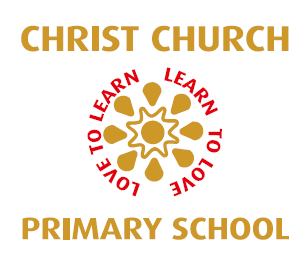 CHRIST CHURCH
LOVE TO LEARN
LEARN TO LOVE
PRIMARY SCHOOL